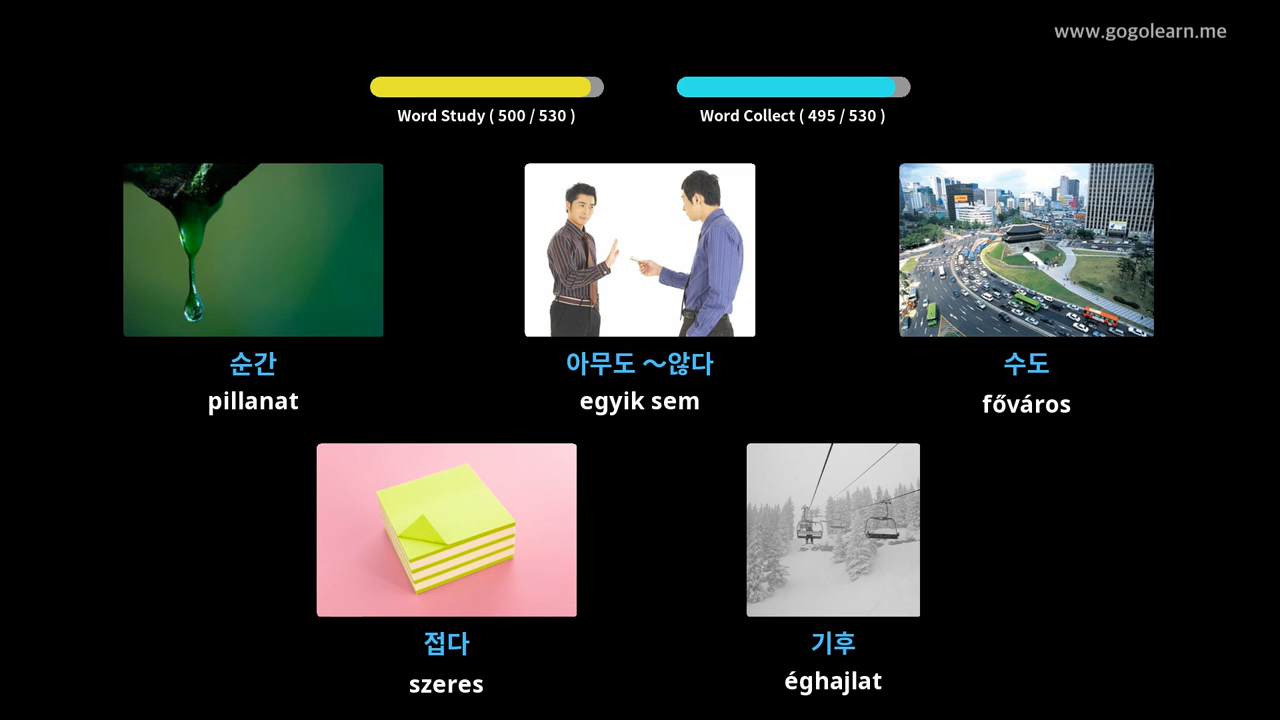 www.gogolearn.me
Word Study ( 500 / 530 )
Word Collect ( 495 / 530 )
순간
pillanat
아무도 ～않다
egyik sem
수도
főváros
접다
szeres
기후
éghajlat